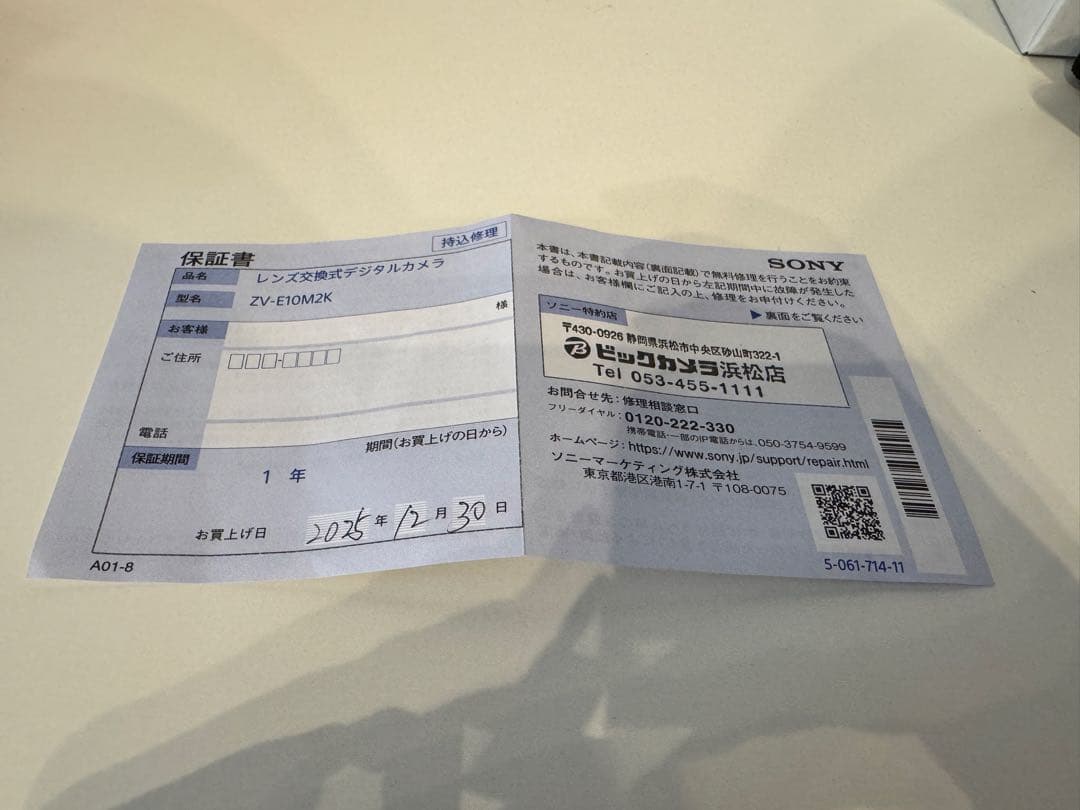 保証書
持込修理
品名 レンズ交換式デジタルカメラ
型名 ZV-E10M2K
お客様
様
ご住所
電話
保証期間
期間(お買上げの日から)
1 年
お買上げ日 2025年 12月 30日
A01-8
SONY
本書は、本書記載内容(裏面記載)で無料修理を行うことをお約束
するものです。お買上げの日から左記期間中に故障が発生した
場合は、お客様欄にご記入の上、修理をお申付けください。
▶裏面をご覧ください
ソニー特約店
〒430-0926 静岡県浜松市中央区砂山町322-1
B ビックカメラ浜松店
Tel 053-455-1111
お問合せ先:修理相談窓口
フリーダイヤル:0120-222-330
携帯電話・一部のIP電話からは、050-3754-9599
ホームページ:https://www.sony.jp/support/repair.html
ソニーマーケティング株式会社
東京都港区港南1-7-1 〒108-0075
5-061-714-11